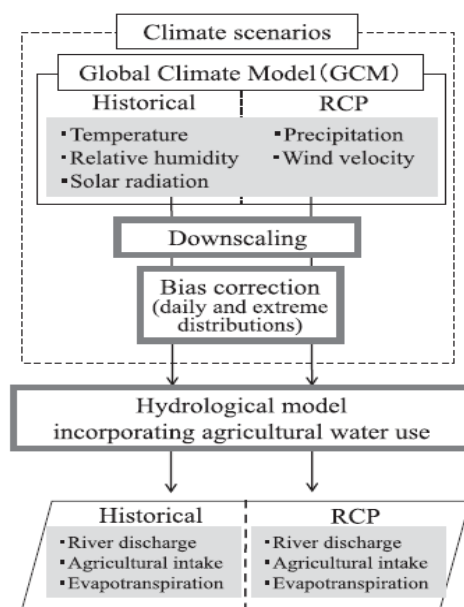 Climate scenarios
Global Climate Model(GCM)
Historical RCP
▪Temperature ▪Precipitation
▪Relative humidity ▪Wind velocity
▪Solar radiation
Downscaling
Bias correction
(daily and extreme
distributions)
Hydrological model
incorporating agricultural water use
Historical RCP
▪River discharge ▪River discharge
▪Agricultural intake ▪Agricultural intake
▪Evapotranspiration ▪Evapotranspiration